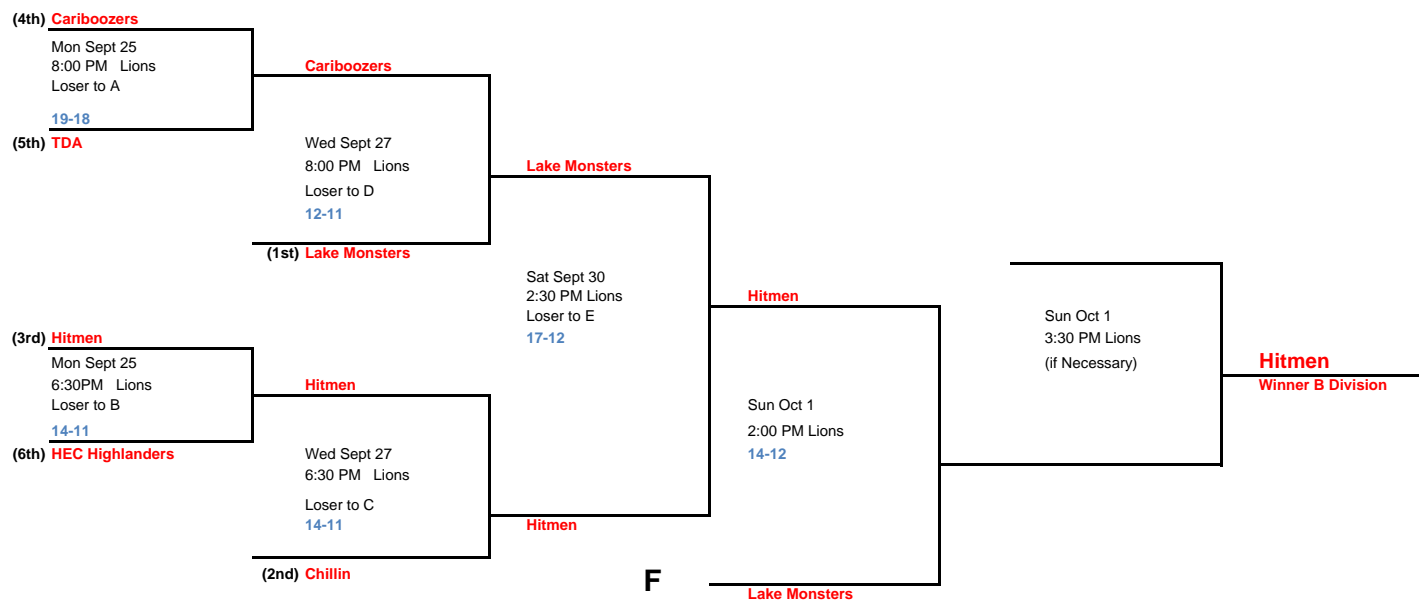 (4th) Cariboozers
Mon Sept 25
8:00 PM Lions
Loser to A
19-18
(5th) TDA
Cariboozers
Wed Sept 27
8:00 PM Lions
Loser to D
12-11
(1st) Lake Monsters
(3rd) Hitmen
Mon Sept 25
6:30PM Lions
Loser to B
14-11
(6th) HEC Highlanders
Hitmen
Wed Sept 27
6:30 PM Lions
Loser to C
14-11
(2nd) Chillin
Lake Monsters
Sat Sept 30
2:30 PM Lions
Loser to E
17-12
Hitmen
Hitmen
Sun Oct 1
2:00 PM Lions
14-12
F
Lake Monsters
Sun Oct 1
3:30 PM Lions
(if Necessary)
Hitmen
Winner B Division